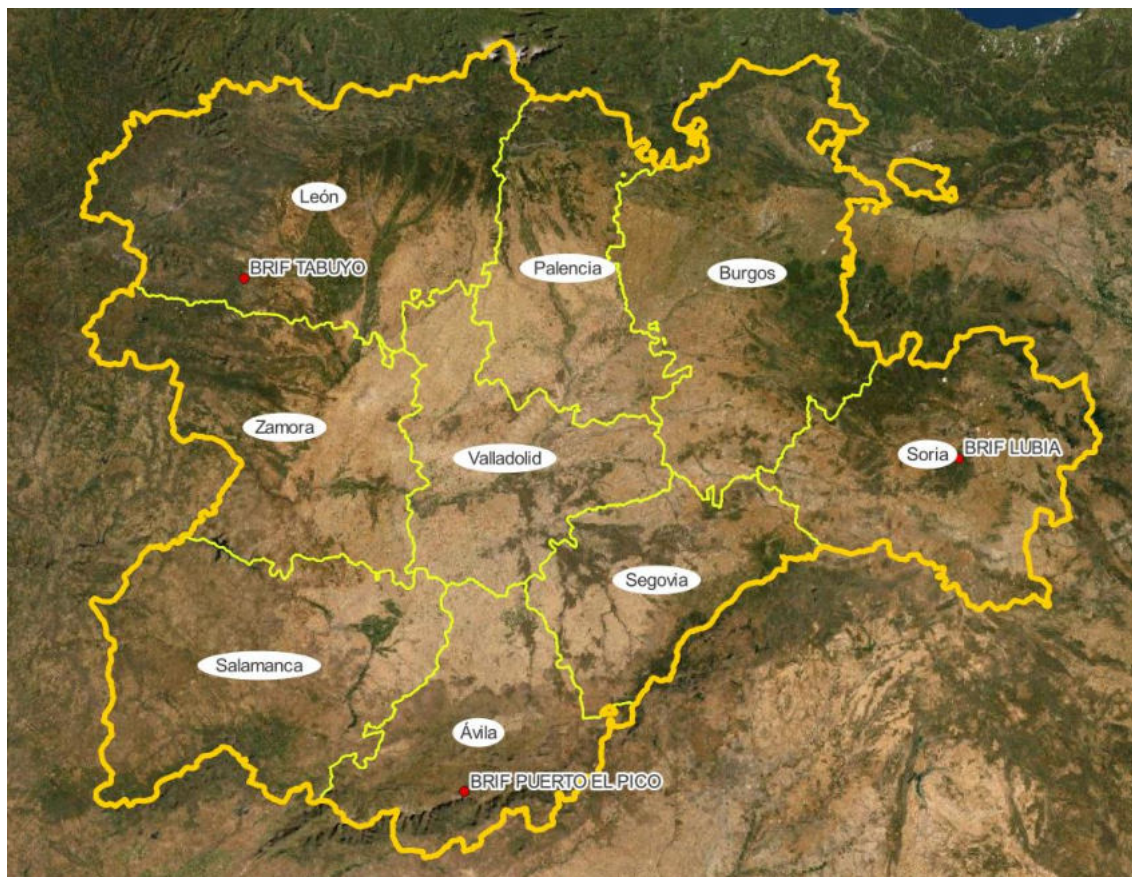 León
BRIF TABUYO
Palencia
Burgos
Zamora
Valladolid
Soria
BRIF LUBIA
Segovia
Salamanca
Ávila
BRIF PUERTO EL PICO